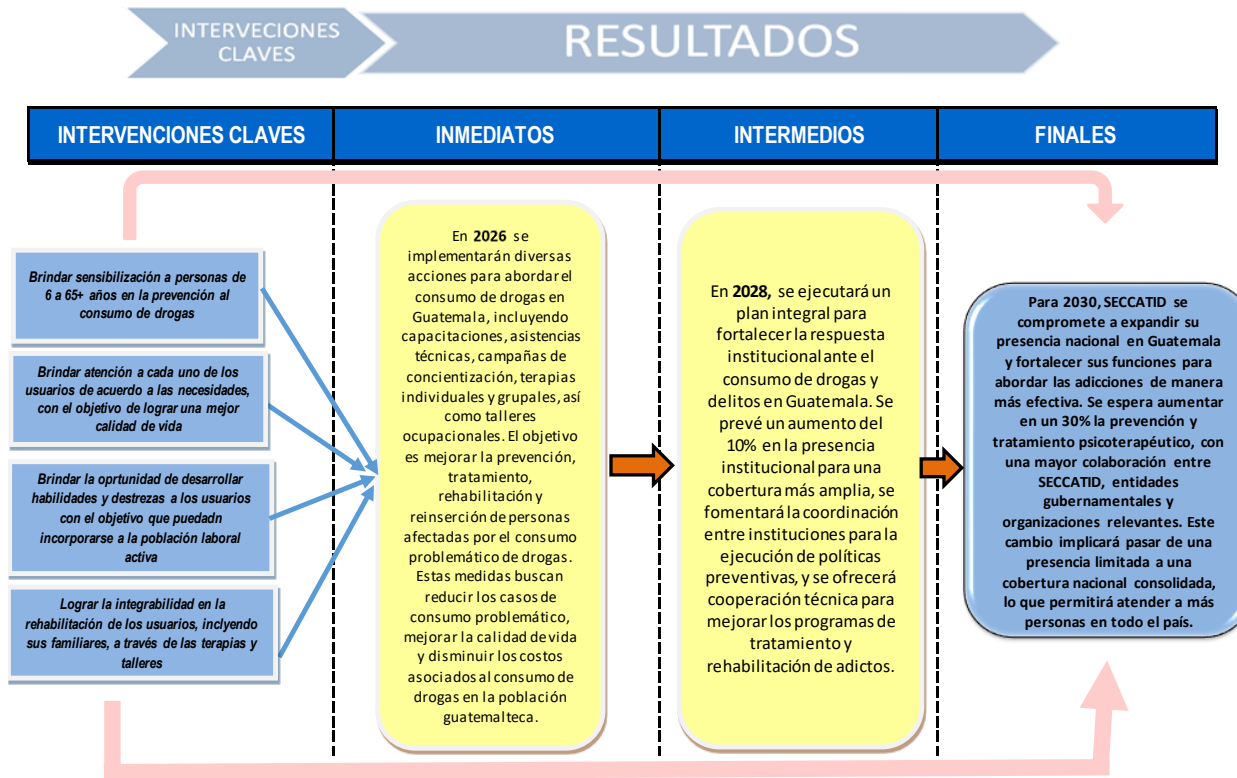 INTERVECIONES
CLAVES
RESULTADOS
INTERVENCIONES CLAVES
INMEDIATOS
INTERMEDIOS
FINALES
Brindar sensibilización a personas de
6 a 65+ años en la prevención al
consumo de drogas
Brindar atención a cada uno de los
usuarios de acuerdo a las necesidades,
con el objetivo de lograr una mejor
calidad de vida
Brindar la oprtunidad de desarrollar
habilidades y destrezas a los usuarios
con el objetivo que puedadn
incorporarse a la población laboral
activa
Lograr la integrabilidad en la
rehabilitación de los usuarios, inclyendo
sus familiares, a través de las terapias y
talleres
En 2026 se
implementarán diversas
acciones para abordar el
consumo de drogas en
Guatemala, incluyendo
capacitaciones, asistencias
técnicas, campañas de
concientización, terapias
individuales y grupales, así
como talleres
ocupacionales. El objetivo
es mejorar la prevención,
tratamiento,
rehabilitación y
reinserción de personas
afectadas por el consumo
problemático de drogas.
Estas medidas buscan
reducir los casos de
consumo problemático,
mejorar la calidad de vida
y disminuir los costos
asociados al consumo de
drogas en la población
guatemalteca.
En 2028, se ejecutará un
plan integral para
fortalecer la respuesta
institucional ante el
consumo de drogas y
delitos en Guatemala. Se
prevé un aumento del
10% en la presencia
institucional para una
cobertura más amplia, se
fomentará la coordinación
entre instituciones para la
ejecución de políticas
preventivas, y se ofrecerá
cooperación técnica para
mejorar los programas de
tratamiento y
rehabilitación de adictos.
Para 2030, SECCATID se
compromete a expandir su
presencia nacional en Guatemala
y fortalecer sus funciones para
abordar las adicciones de manera
más efectiva. Se espera aumentar
en un 30% la prevención y
tratamiento psicoterapéutico, con
una mayor colaboración entre
SECCATID, entidades
gubernamentales y
organizaciones relevantes. Este
cambio implicará pasar de una
presencia limitada a una
cobertura nacional consolidada,
lo que permitirá atender a más
personas en todo el país.